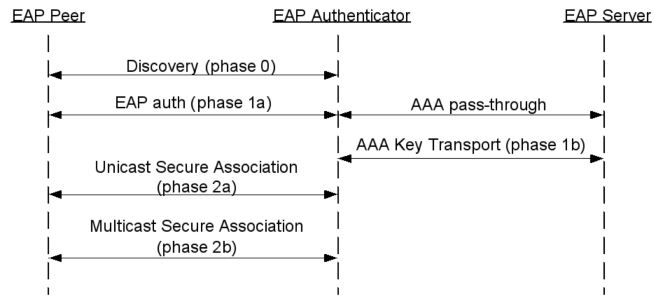 EAP Peer
EAP Authenticator
EAP Server
Discovery (phase 0)
EAP auth (phase 1a)
AAA pass-through
AAA Key Transport (phase 1b)
Unicast Secure Association
(phase 2a)
Multicast Secure Association
(phase 2b)